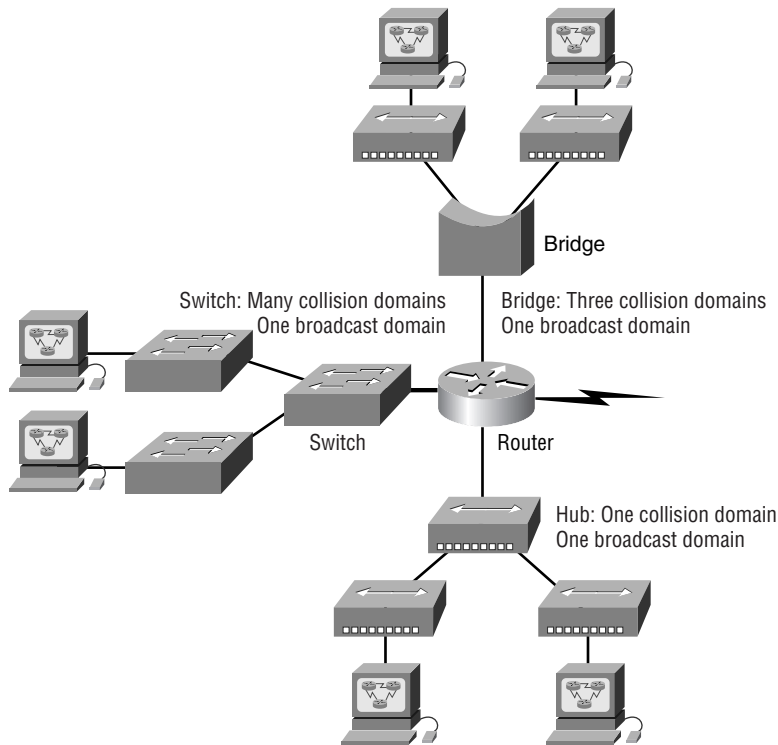 Bridge
Switch: Many collision domains
One broadcast domain
Bridge: Three collision domains
One broadcast domain
Switch
Router
Hub: One collision domain
One broadcast domain